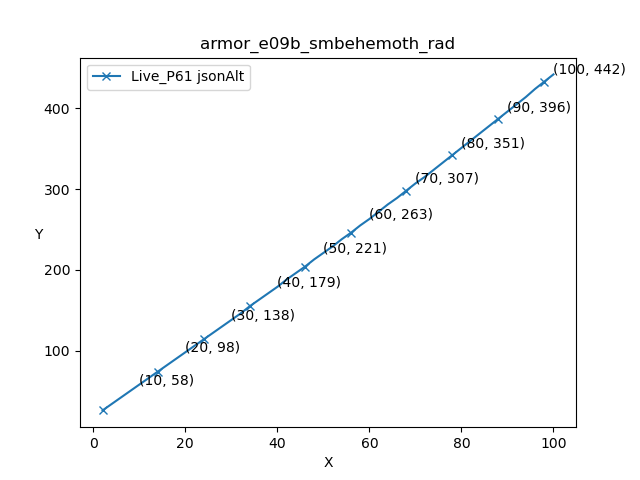 armor_e09b_smbehemoth_rad
Live_P61 jsonAlt
(100, 442)
(90, 396)
(80, 351)
(70, 307)
(60, 263)
(50, 221)
(40, 179)
(30, 138)
(20, 98)
(10, 58)
400
300
200
100
Y
0 20 40 60 80 100
X